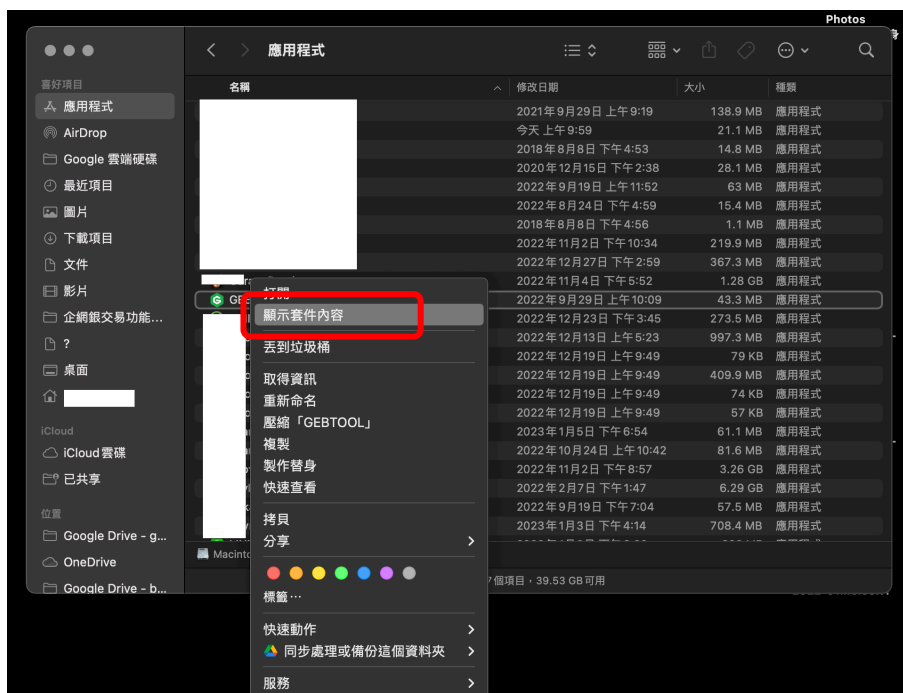 Photos
應用程式
名稱
修改日期
大小
種類
喜好項目
應用程式
AirDrop
Google 雲端硬碟
最近項目
圖片
下載項目
文件
影片
企網銀交易功能...
?
桌面
iCloud
iCloud 雲碟
已共享
位置
Google Drive - g...
OneDrive
Google Drive - b...
2021年9月29日 上午9:19 138.9 MB 應用程式
今天 上午9:59 21.1 MB 應用程式
2018年8月8日 下午4:53 14.8 MB 應用程式
2020年12月15日 下午2:38 28.1 MB 應用程式
2022年9月19日 上午11:52 63 MB 應用程式
2022年8月24日 下午4:59 15.4 MB 應用程式
2018年8月8日 下午4:56 1.1 MB 應用程式
2022年11月2日 下午10:34 219.9 MB 應用程式
2022年12月27日 下午2:59 367.3 MB 應用程式
2022年11月4日 下午5:52 1.28 GB 應用程式
2022年9月29日 上午10:09 43.3 MB 應用程式
2022年12月23日 下午3:45 273.5 MB 應用程式
2022年12月13日 上午5:23 997.3 MB 應用程式
2022年12月19日 上午9:49 79 KB 應用程式
2022年12月19日 上午9:49 409.9 MB 應用程式
2022年12月19日 上午9:49 74 KB 應用程式
2022年12月19日 上午9:49 57 KB 應用程式
2023年1月5日 下午6:54 61.1 MB 應用程式
2022年10月24日 上午10:42 81.6 MB 應用程式
2022年11月2日 下午8:57 3.26 GB 應用程式
2022年2月7日 下午1:47 6.29 GB 應用程式
2022年9月19日 下午7:04 57.5 MB 應用程式
2023年1月3日 下午4:14 708.4 MB 應用程式
打開
顯示套件內容
丟到垃圾桶
取得資訊
重新命名
壓縮「GEBTOOL」
複製
製作替身
快速查看
拷貝
分享
標籤…
快速動作
同步處理或備份這個資料夾
服務
個項目，39.53 GB 可用